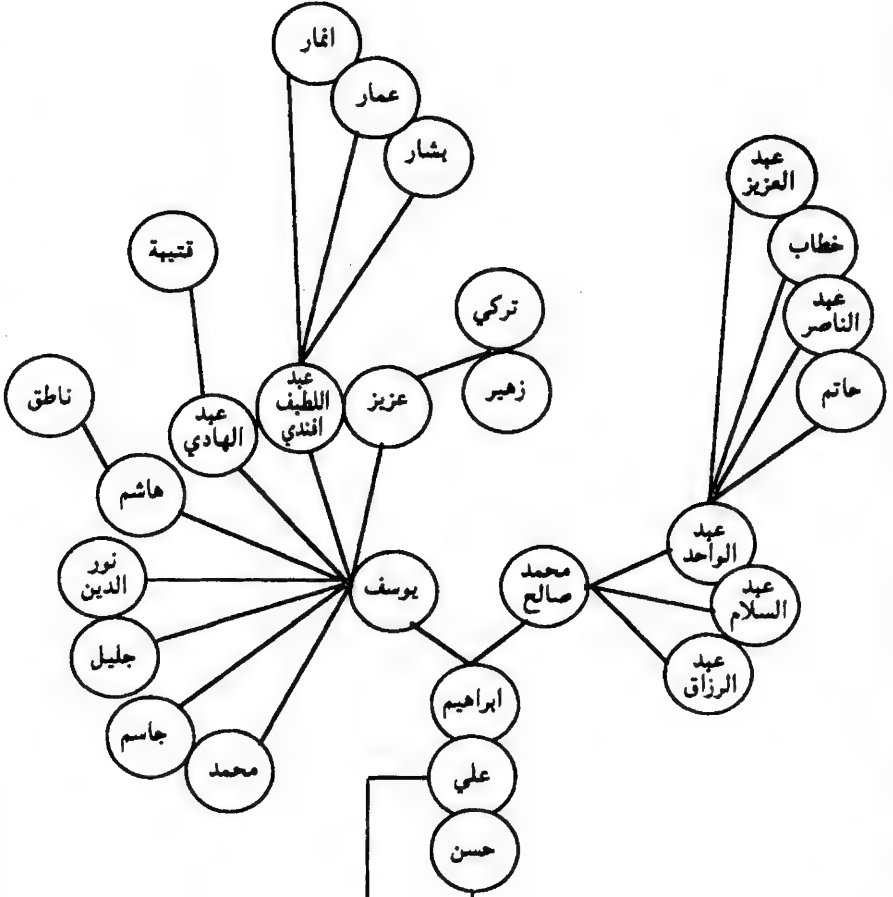 انمار
عمار
بشار
عبد
العزيز
خطاب
عبد
الناصر
حاتم
قتيبة
تركي
زهير
ناطق
هاشم
عبد
الهادي
عبد
اللطيف
افندي
عزيز
عبد
الواحد
عبد
السلام
عبد
الرزاق
محمد
صالح
يوسف
نور
الدين
جليل
جاسم
محمد
ابراهيم
علي
حسن